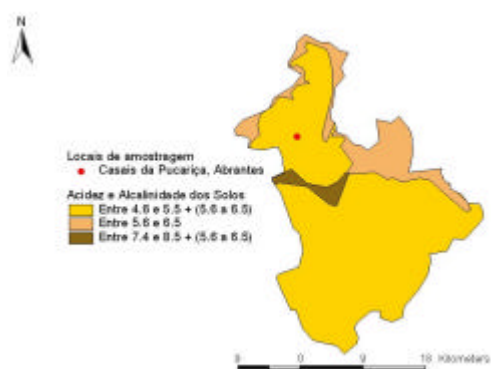 N
Locais de amostragem
Casais da Pucariça, Abrantes
Acidez e Alcalinidade dos Solos
Entre 4.6 e 5.5 + (5.6 a 6.5)
Entre 5.6 e 6.5
Entre 7.4 e 8.5 + (5.6 a 6.5)
9 0 9 18 Kilometers